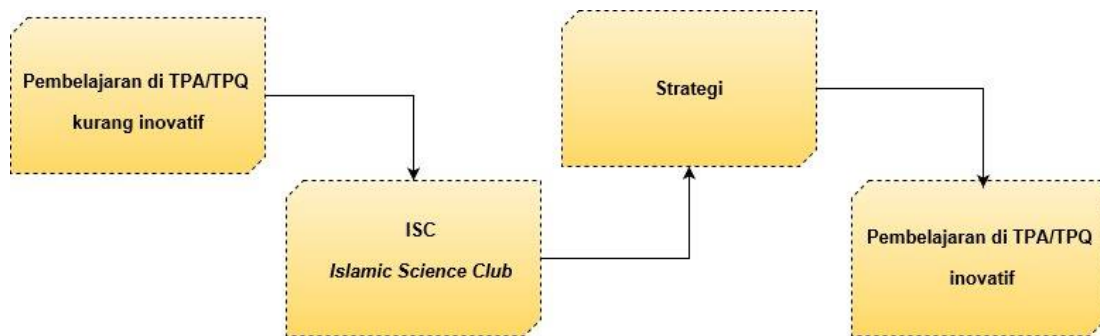 Pembelajaran di TPA/TPQ
kurang inovatif
ISC
Islamic Science Club
Strategi
Pembelajaran di TPA/TPQ
inovatif